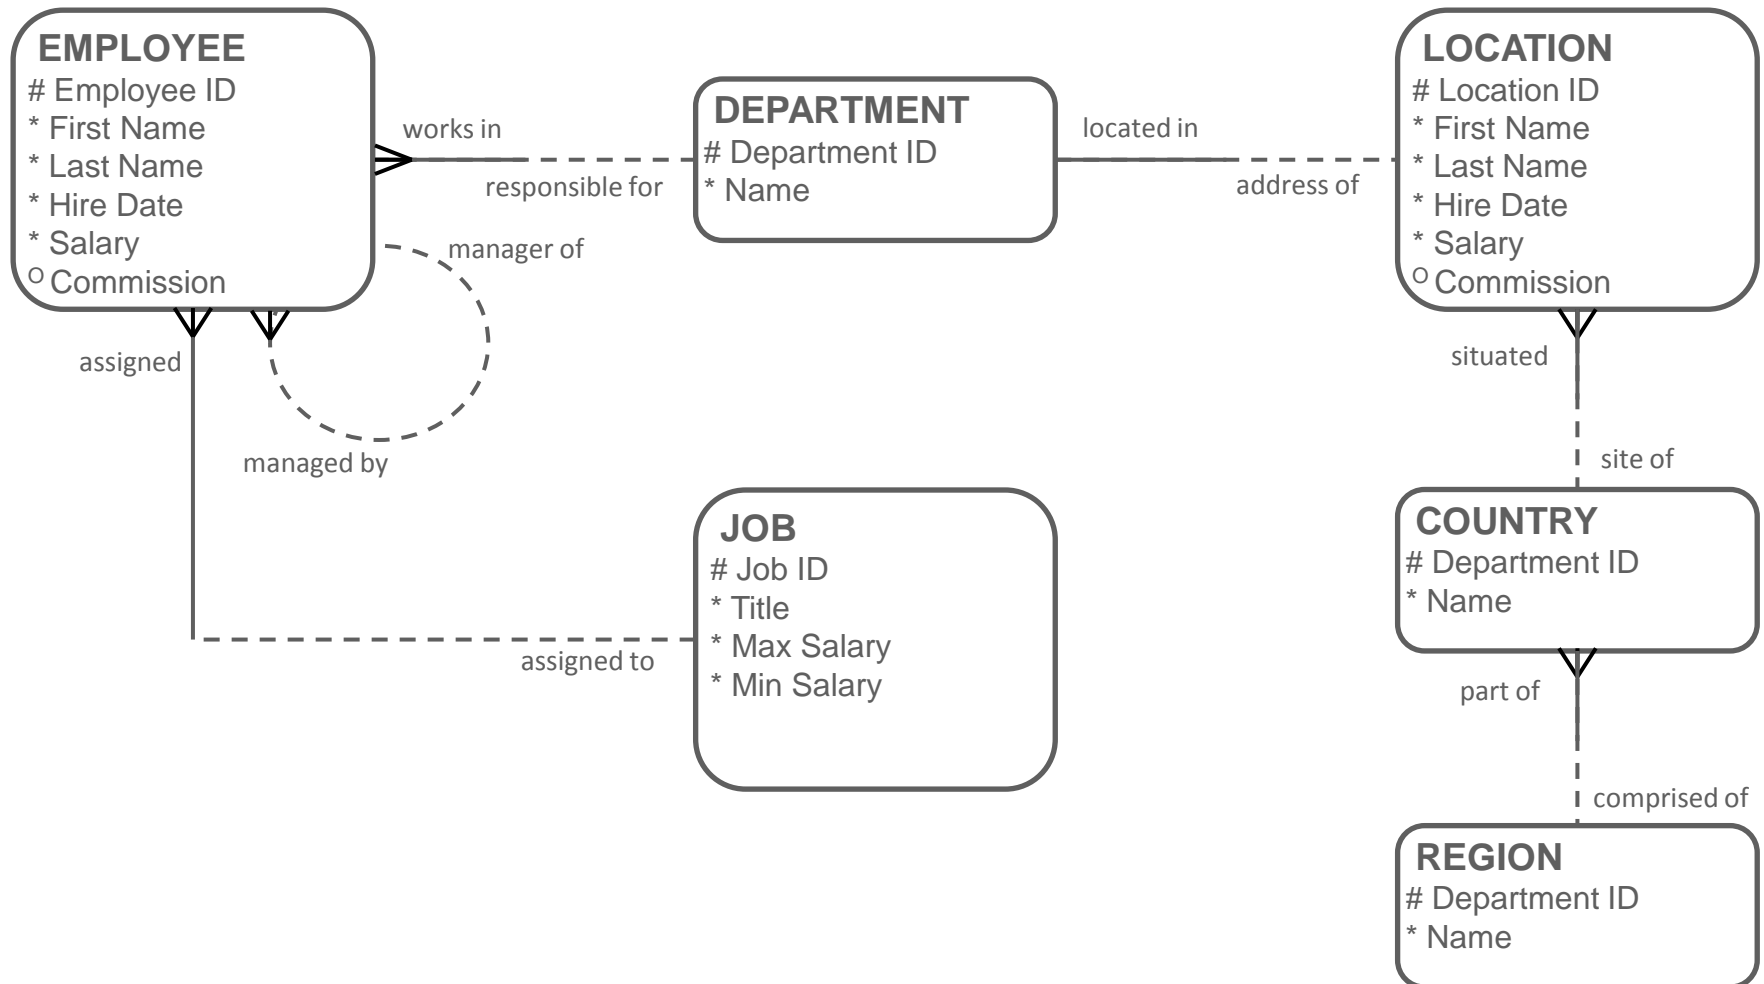 EMPLOYEE
# Employee ID
* First Name
* Last Name
* Hire Date
* Salary
O Commission
works in
responsible for
manager of
managed by
assigned
assigned to
DEPARTMENT
# Department ID
* Name
located in
address of
LOCATION
# Location ID
* First Name
* Last Name
* Hire Date
* Salary
O Commission
situated
site of
JOB
# Job ID
* Title
* Max Salary
* Min Salary
COUNTRY
# Department ID
* Name
part of
comprised of
REGION
# Department ID
* Name